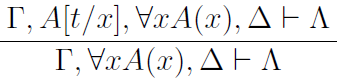 Γ, A[t/x], ∀xA(x), Δ ⊢ Λ
Γ, ∀xA(x), Δ ⊢ Λ